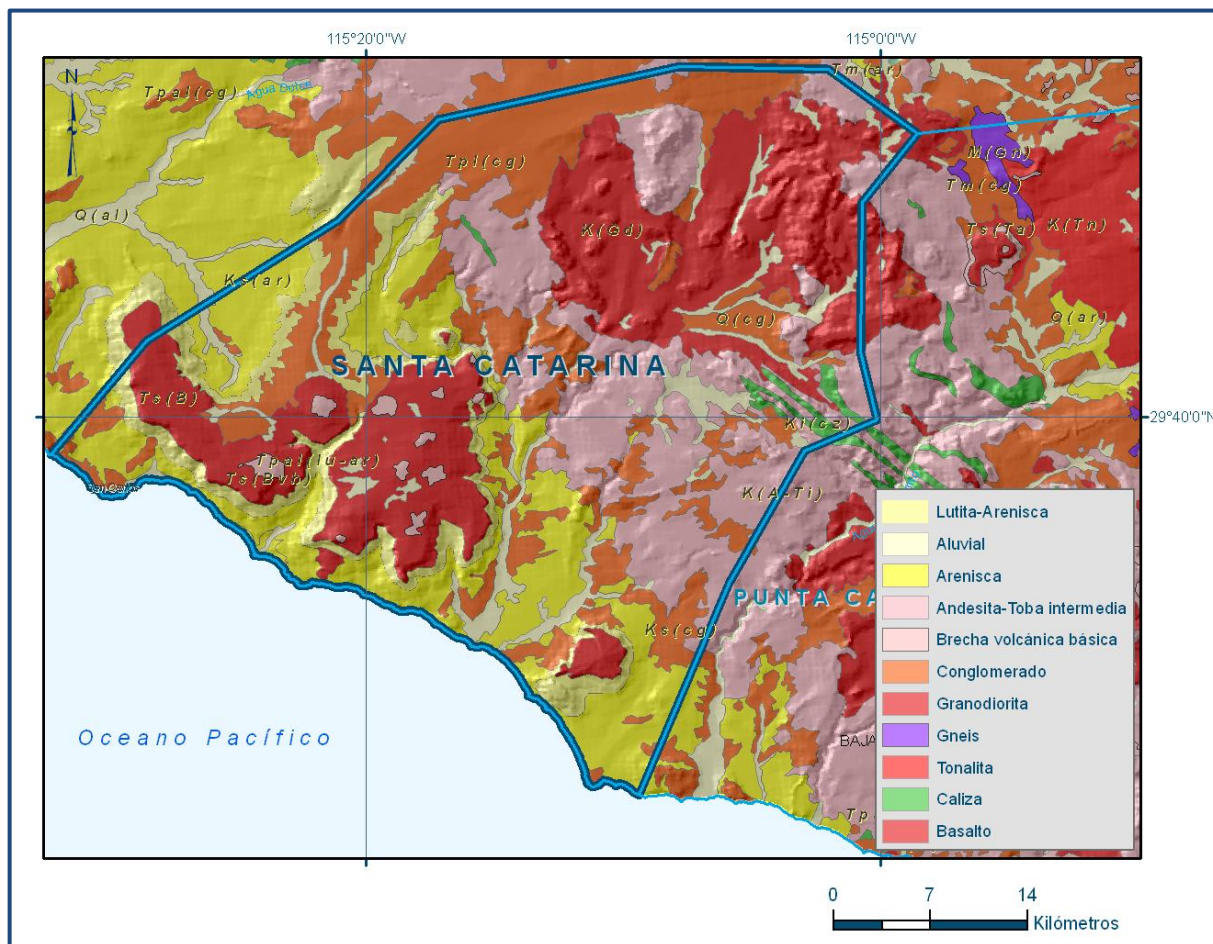 115°20'0"W
115°0'0"W
N
Tm(ar)
Tpal(cg)
Agua Dulce
M(Gn)
Tpl(cg)
Tm(cg)
Q(al)
K(Gd)
Ts(Ta)
K(Tn)
Ks(ar)
Q(cg)
Q(ar)
SANTA CATARINA
Ts(B)
29°40'0"N
Ki(cz)
Tpal(lu-ar)
Ts(Bvb)
San Carlos
K(A-Ti)
PUNTA CA
Ks(cg)
Oceano Pacífico
BAJA
Tp
Lutita-Arenisca
Aluvial
Arenisca
Andesita-Toba intermedia
Brecha volcánica básica
Conglomerado
Granodiorita
Gneis
Tonalita
Caliza
Basalto
0 7 14
Kilómetros